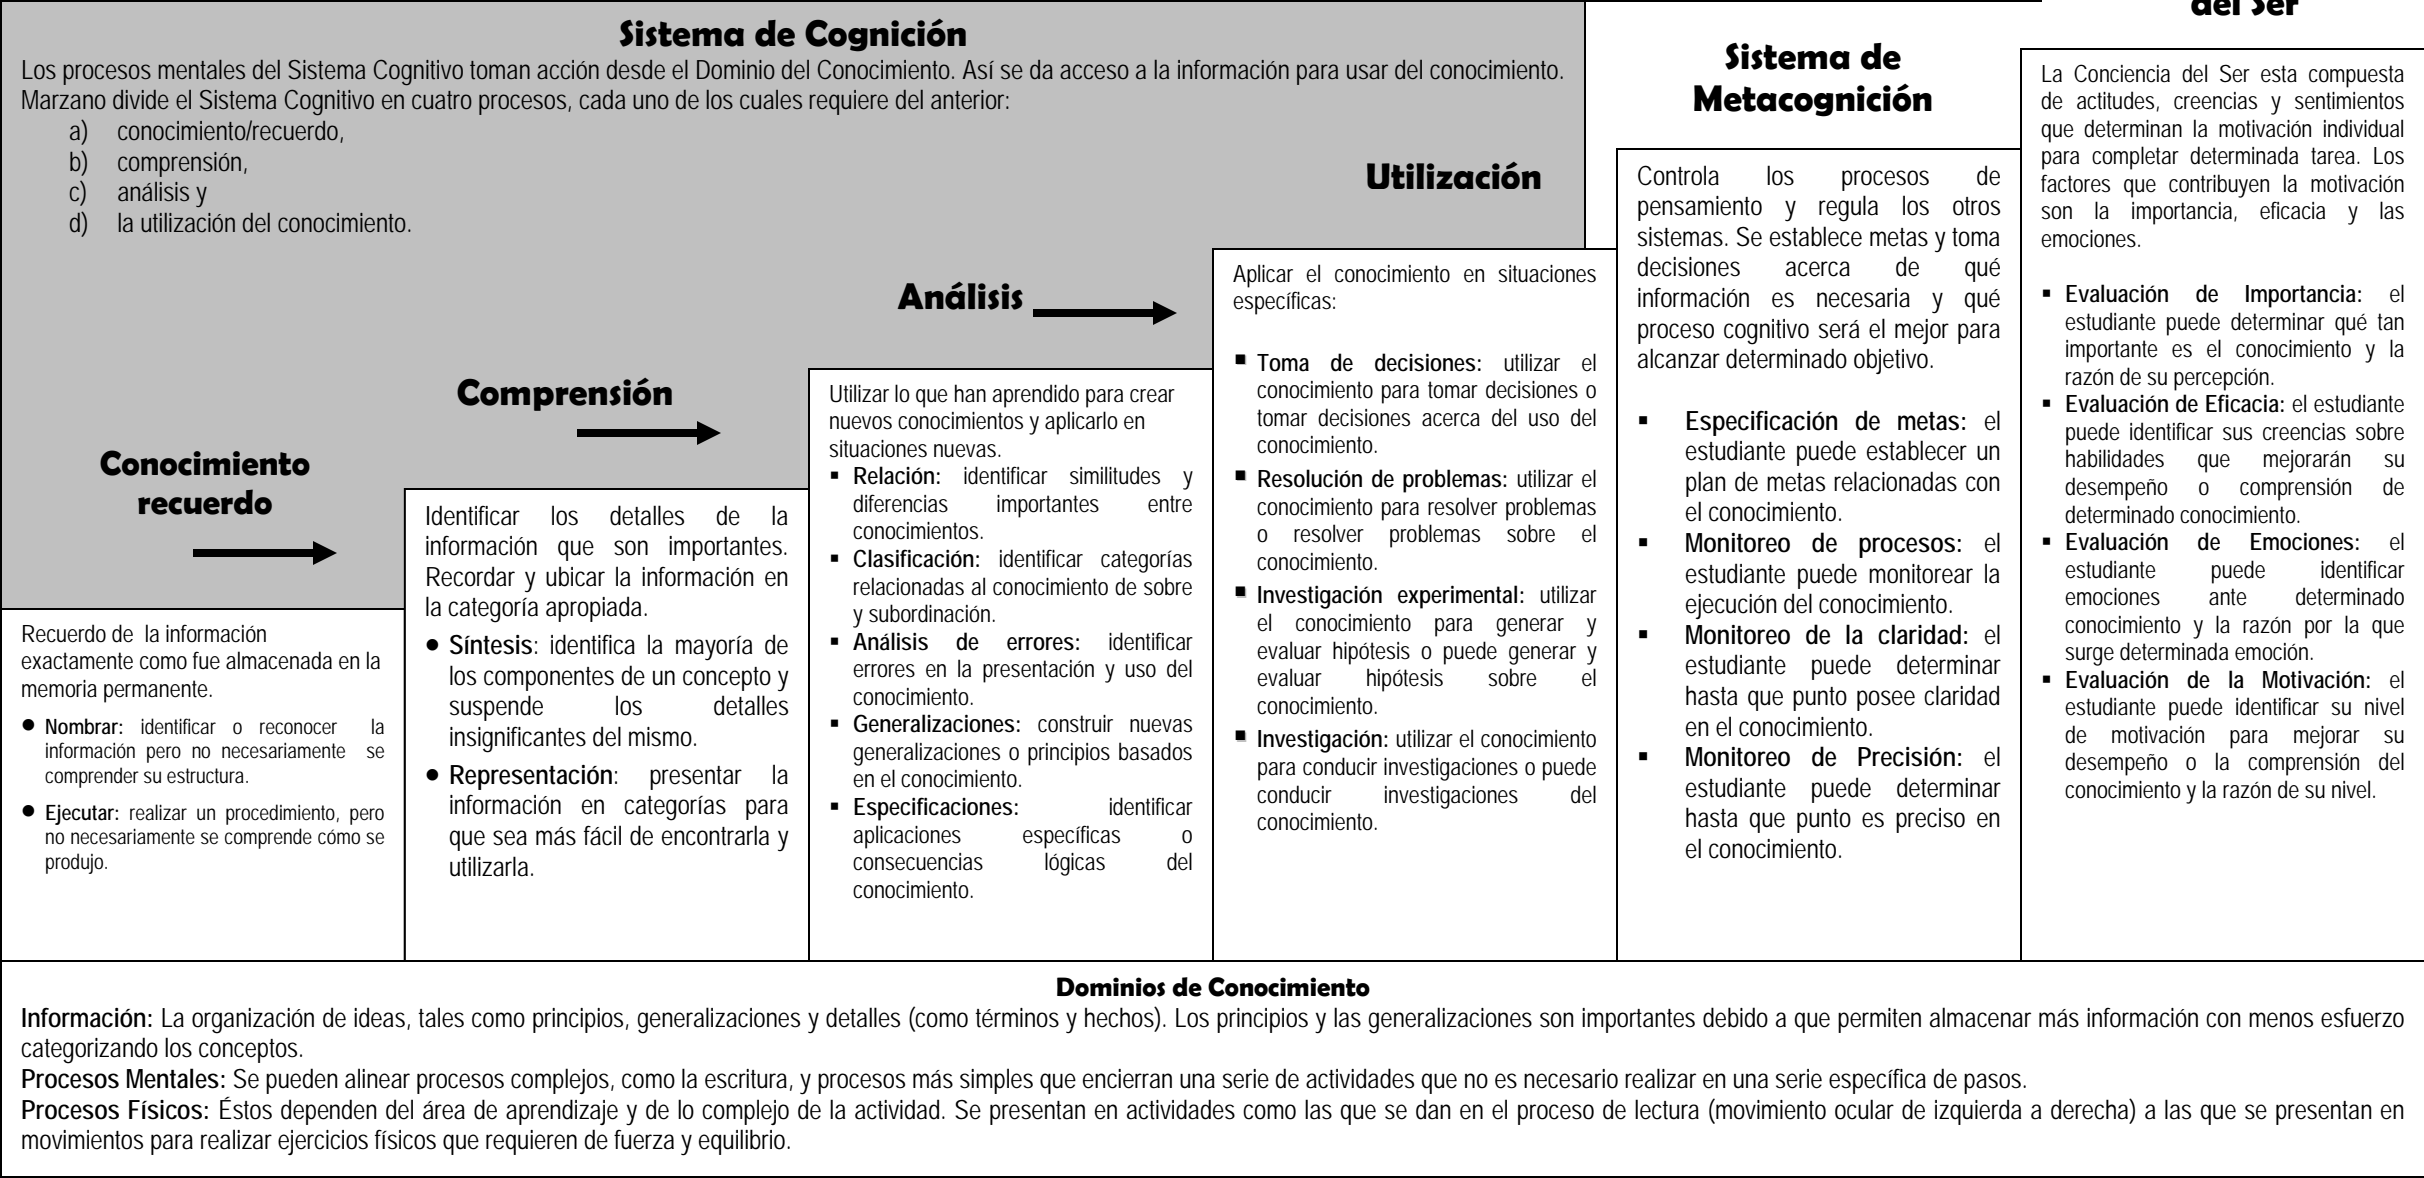 del Ser
Sistema de Cognición
Los procesos mentales del Sistema Cognitivo toman acción desde el Dominio del Conocimiento. Así se da acceso a la información para usar del conocimiento.
Marzano divide el Sistema Cognitivo en cuatro procesos, cada uno de los cuales requiere del anterior:
a) conocimiento/recuerdo,
b) comprensión,
c) análisis y
d) la utilización del conocimiento.
Conocimiento
recuerdo
Recuerdo de la información
exactamente como fue almacenada en la
memoria permanente.
● Nombrar: identificar o reconocer la
información pero no necesariamente se
comprender su estructura.
● Ejecutar: realizar un procedimiento, pero
no necesariamente se comprende cómo se
produjo.
Comprensión
Identificar los detalles de la
información que son importantes.
Recordar y ubicar la información en
la categoría apropiada.
● Síntesis: identifica la mayoría de
los componentes de un concepto y
suspende los detalles
insignificantes del mismo.
● Representación: presentar la
información en categorías para
que sea más fácil de encontrarla y
utilizarla.
Análisis
Utilizar lo que han aprendido para crear
nuevos conocimientos y aplicarlo en
situaciones nuevas.
▪ Relación: identificar similitudes y
diferencias importantes entre
conocimientos.
▪ Clasificación: identificar categorías
relacionadas al conocimiento de sobre
y subordinación.
▪ Análisis de errores: identificar
errores en la presentación y uso del
conocimiento.
▪ Generalizaciones: construir nuevas
generalizaciones o principios basados
en el conocimiento.
▪ Especificaciones: identificar
aplicaciones específicas o
consecuencias lógicas del
conocimiento.
Utilización
Aplicar el conocimiento en situaciones
específicas:
▪ Toma de decisiones: utilizar el
conocimiento para tomar decisiones o
tomar decisiones acerca del uso del
conocimiento.
▪ Resolución de problemas: utilizar el
conocimiento para resolver problemas
o resolver problemas sobre el
conocimiento.
▪ Investigación experimental: utilizar
el conocimiento para generar y
evaluar hipótesis o puede generar y
evaluar hipótesis sobre el
conocimiento.
▪ Investigación: utilizar el conocimiento
para conducir investigaciones o puede
conducir investigaciones del
conocimiento.
Sistema de
Metacognición
Controla los procesos de
pensamiento y regula los otros
sistemas. Se establece metas y toma
decisiones acerca de qué
información es necesaria y qué
proceso cognitivo será el mejor para
alcanzar determinado objetivo.
▪ Especificación de metas: el
estudiante puede establecer un
plan de metas relacionadas con
el conocimiento.
▪ Monitoreo de procesos: el
estudiante puede monitorear la
ejecución del conocimiento.
▪ Monitoreo de la claridad: el
estudiante puede determinar
hasta que punto posee claridad
en el conocimiento.
▪ Monitoreo de Precisión: el
estudiante puede determinar
hasta que punto es preciso en
el conocimiento.
La Conciencia del Ser esta compuesta
de actitudes, creencias y sentimientos
que determinan la motivación individual
para completar determinada tarea. Los
factores que contribuyen la motivación
son la importancia, eficacia y las
emociones.
▪ Evaluación de Importancia: el
estudiante puede determinar qué tan
importante es el conocimiento y la
razón de su percepción.
▪ Evaluación de Eficacia: el estudiante
puede identificar sus creencias sobre
habilidades que mejorarán su
desempeño o comprensión de
determinado conocimiento.
▪ Evaluación de Emociones: el
estudiante puede identificar
emociones ante determinado
conocimiento y la razón por la que
surge determinada emoción.
▪ Evaluación de la Motivación: el
estudiante puede identificar su nivel
de motivación para mejorar su
desempeño o la comprensión del
conocimiento y la razón de su nivel.
Dominios de Conocimiento
Información: La organización de ideas, tales como principios, generalizaciones y detalles (como términos y hechos). Los principios y las generalizaciones son importantes debido a que permiten almacenar más información con menos esfuerzo
categorizando los conceptos.
Procesos Mentales: Se pueden alinear procesos complejos, como la escritura, y procesos más simples que encierran una serie de actividades que no es necesario realizar en una serie específica de pasos.
Procesos Físicos: Éstos dependen del área de aprendizaje y de lo complejo de la actividad. Se presentan en actividades como las que se dan en el proceso de lectura (movimiento ocular de izquierda a derecha) a las que se presentan en
movimientos para realizar ejercicios físicos que requieren de fuerza y equilibrio.